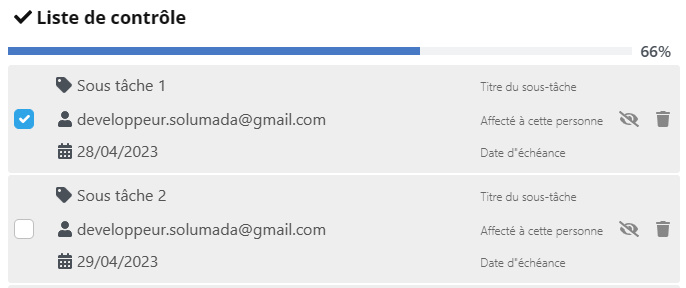 Liste de contrôle
66%
Sous tâche 1 Titre du sous-tâche
developpeur.solumada@gmail.com Affecté à cette personne
28/04/2023 Date d"échéance
Sous tâche 2 Titre du sous-tâche
developpeur.solumada@gmail.com Affecté à cette personne
29/04/2023 Date d"échéance